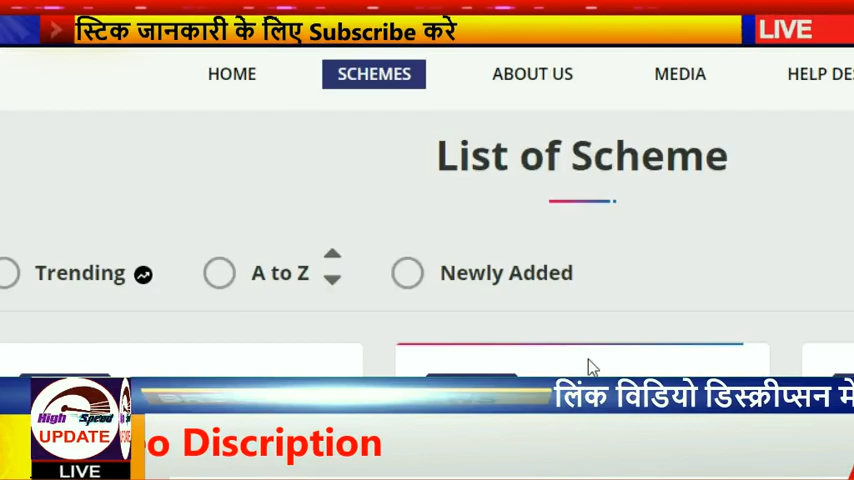 स्टिक जानकारी के लिए Subscribe करे
LIVE
HOME SCHEMES ABOUT US MEDIA HELP
List of Scheme
Trending A to Z Newly Added
लिंक विडियो डिस्क्रीप्सन में
High Speed
UPDATE
LIVE
Discription